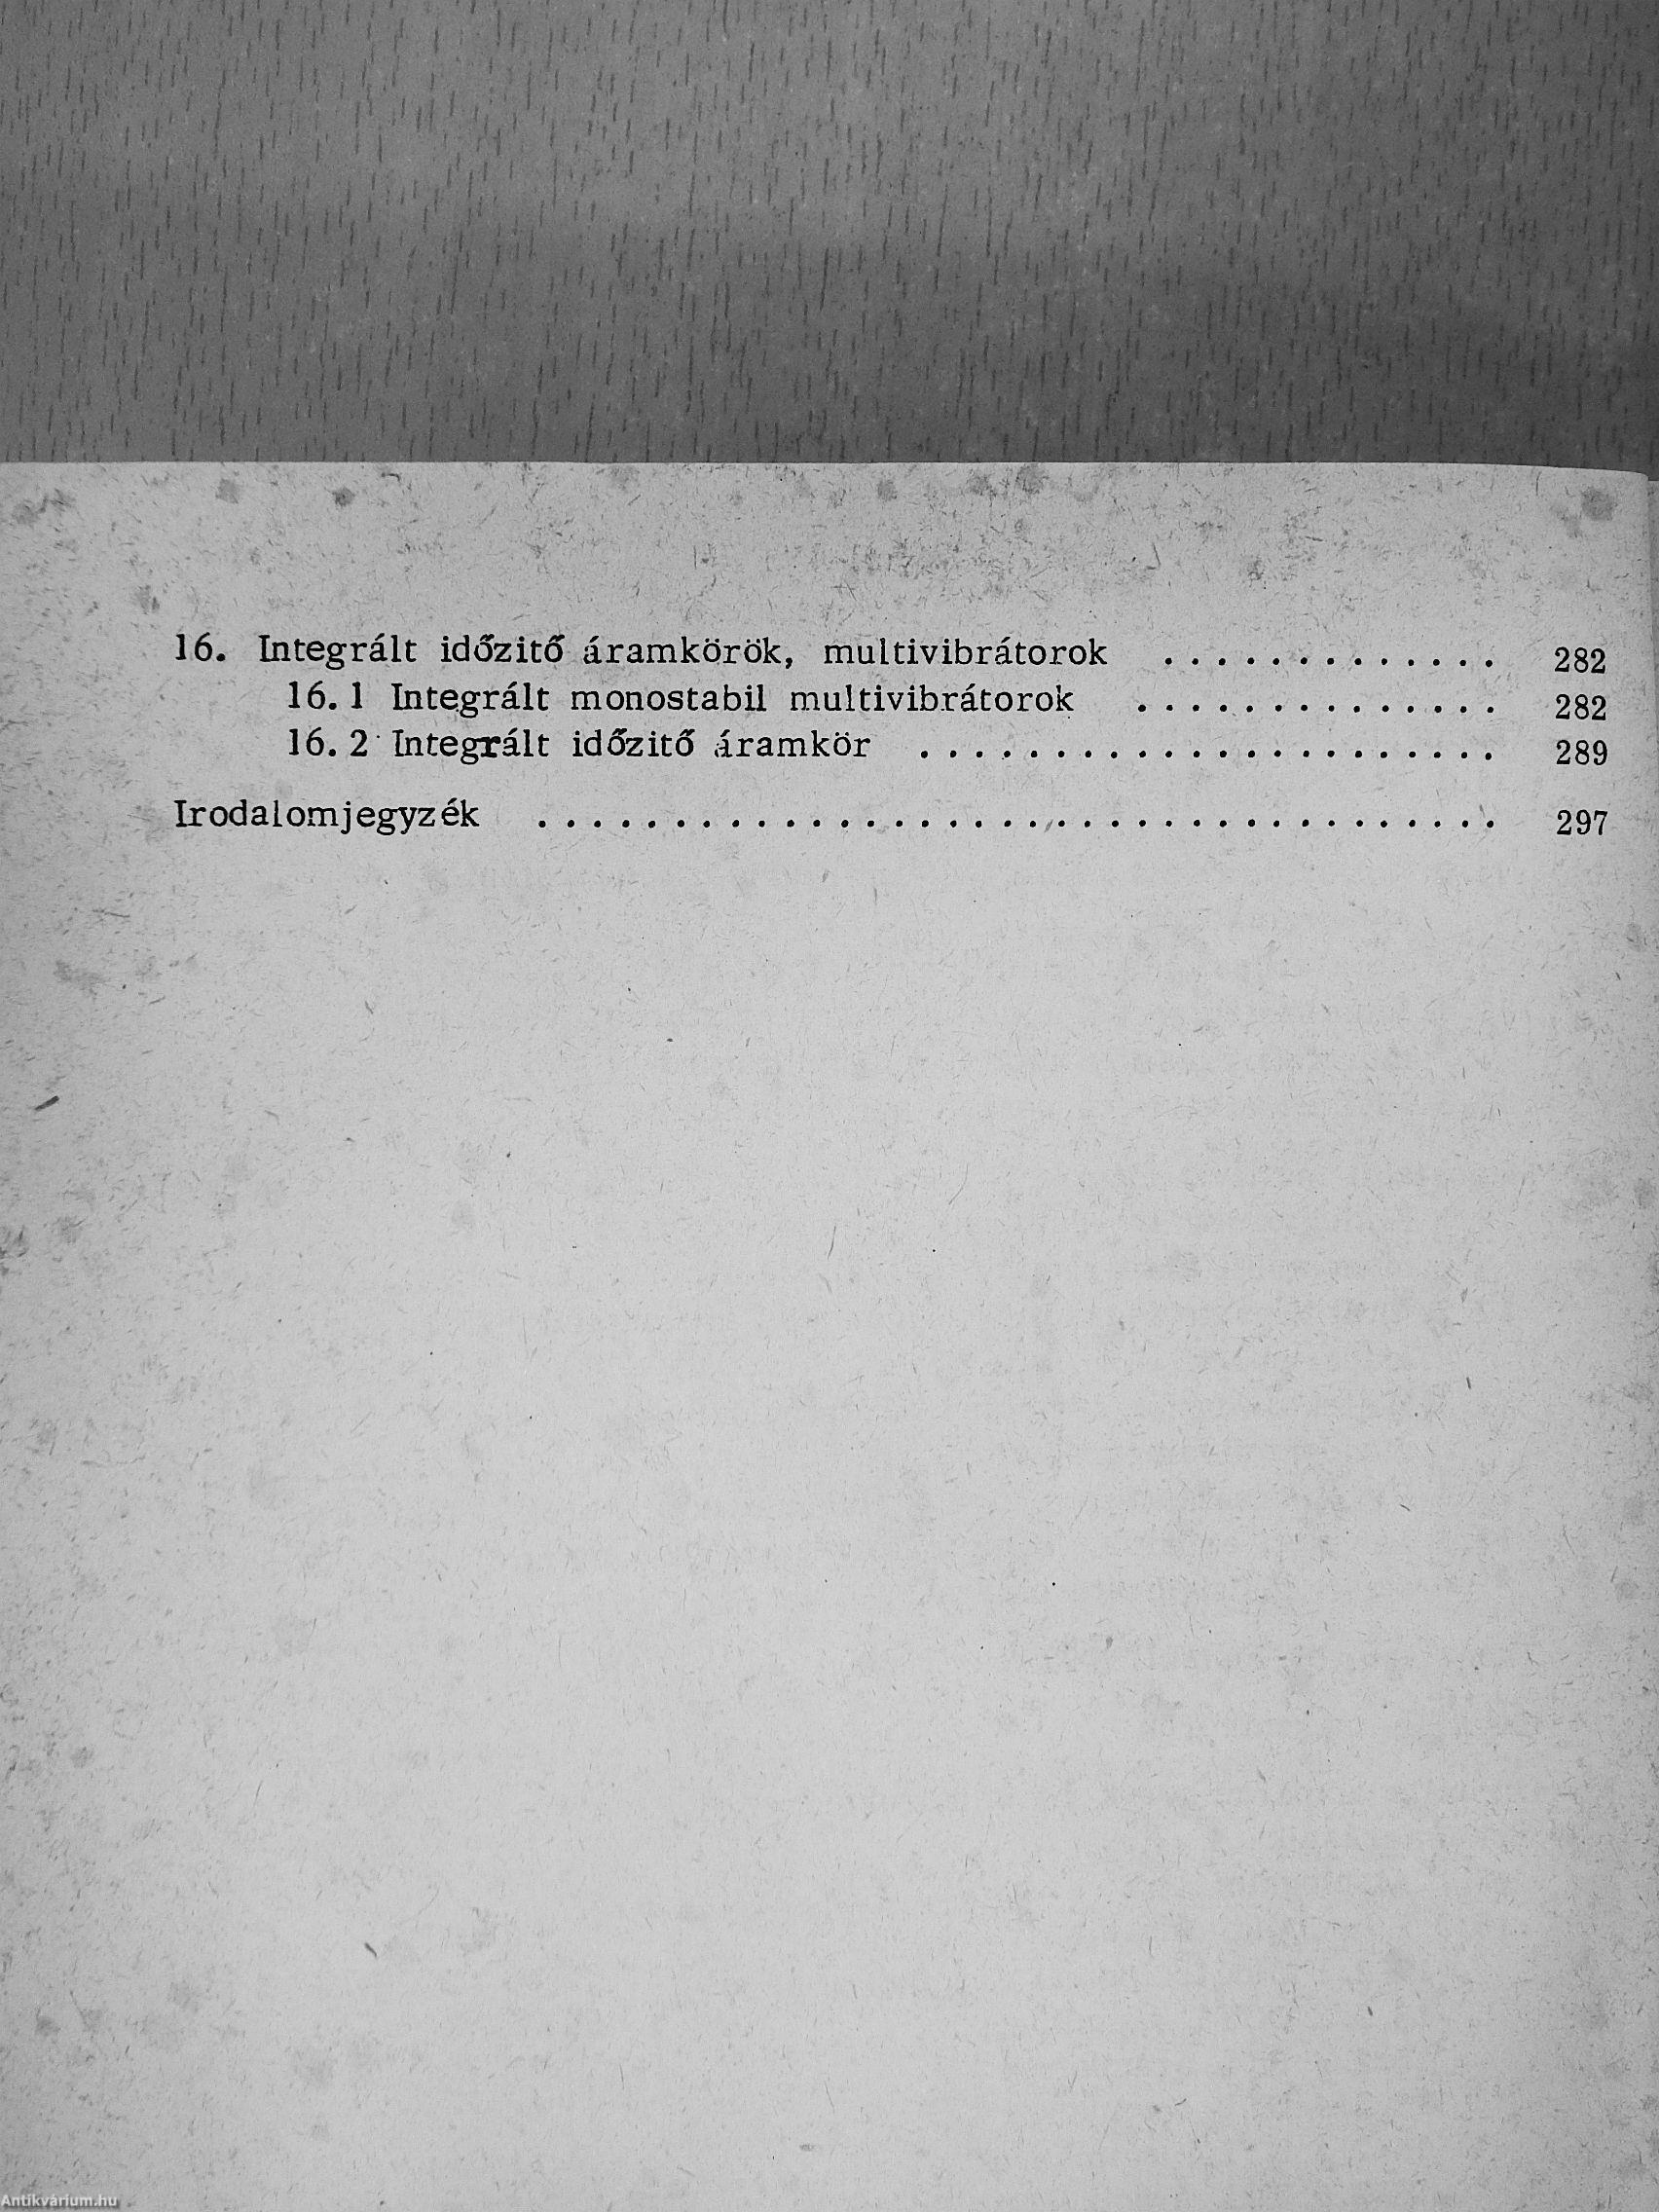 16. Integrált időzitő áramkörök, multivibrátorok . . . . . . . . . . . . . 282
16.1 Integrált monostabil multivibrátorok . . . . . . . . . . . . . . 282
16.2 Integrált időzitő áramkör . . . . . . . . . . . . . . . . . . . . . . 289
Irodalomjegyzék . . . . . . . . . . . . . . . . . . . . . . . . . . . . . . . . . . . . 297
Antikvárium.hu